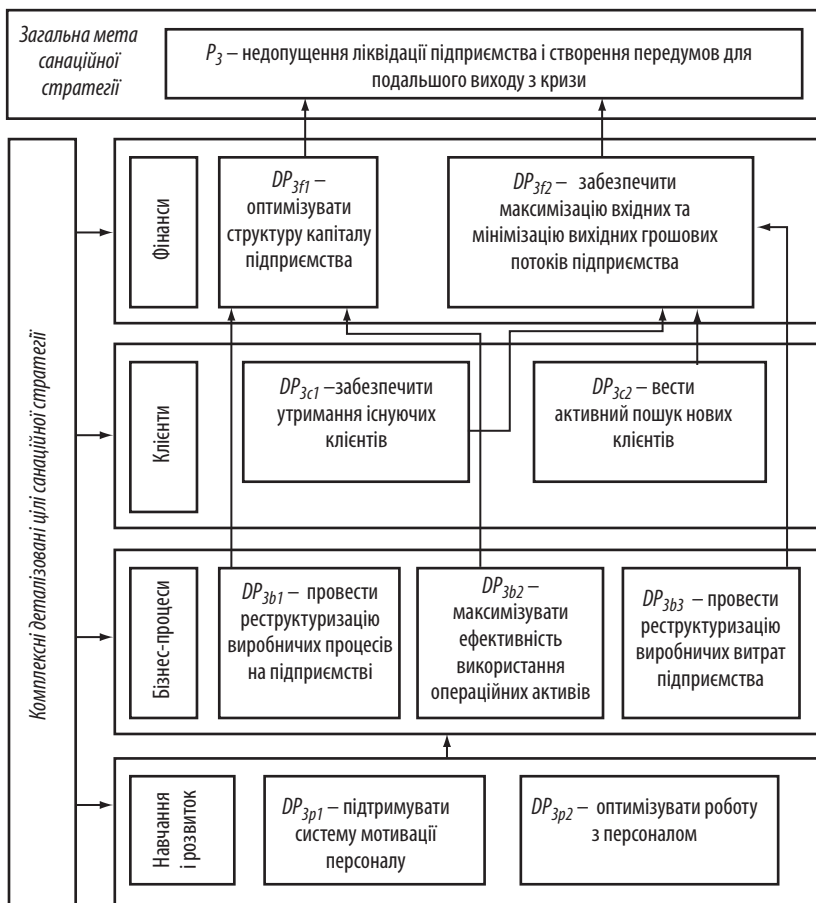 Загальна мета
санаційної
стратегії
P3 – недопущення ліквідації підприємства і створення передумов для
подальшого виходу з кризи
Комплексні деталізовані цілі санаційної стратегії
Фінанси
DP3f1 –
оптимізувати
структуру капіталу
підприємства
DP3f2 – забезпечити
максимізацію вхідних та
мінімізацію вихідних грошових
потоків підприємства
Клієнти
DP3c1 –забезпечити
утримання існуючих
клієнтів
DP3c2 – вести
активний пошук нових
клієнтів
Бізнес-процеси
DP3b1 – провести
реструктуризацію
виробничих процесів
на підприємстві
DP3b2 –
максимізувати
ефективність
використання
операційних активів
DP3b3 – провести
реструктуризацію
виробничих витрат
підприємства
Навчання
і розвиток
DP3p1 – підтримувати
систему мотивації
персоналу
DP3p2 – оптимізувати роботу
з персоналом